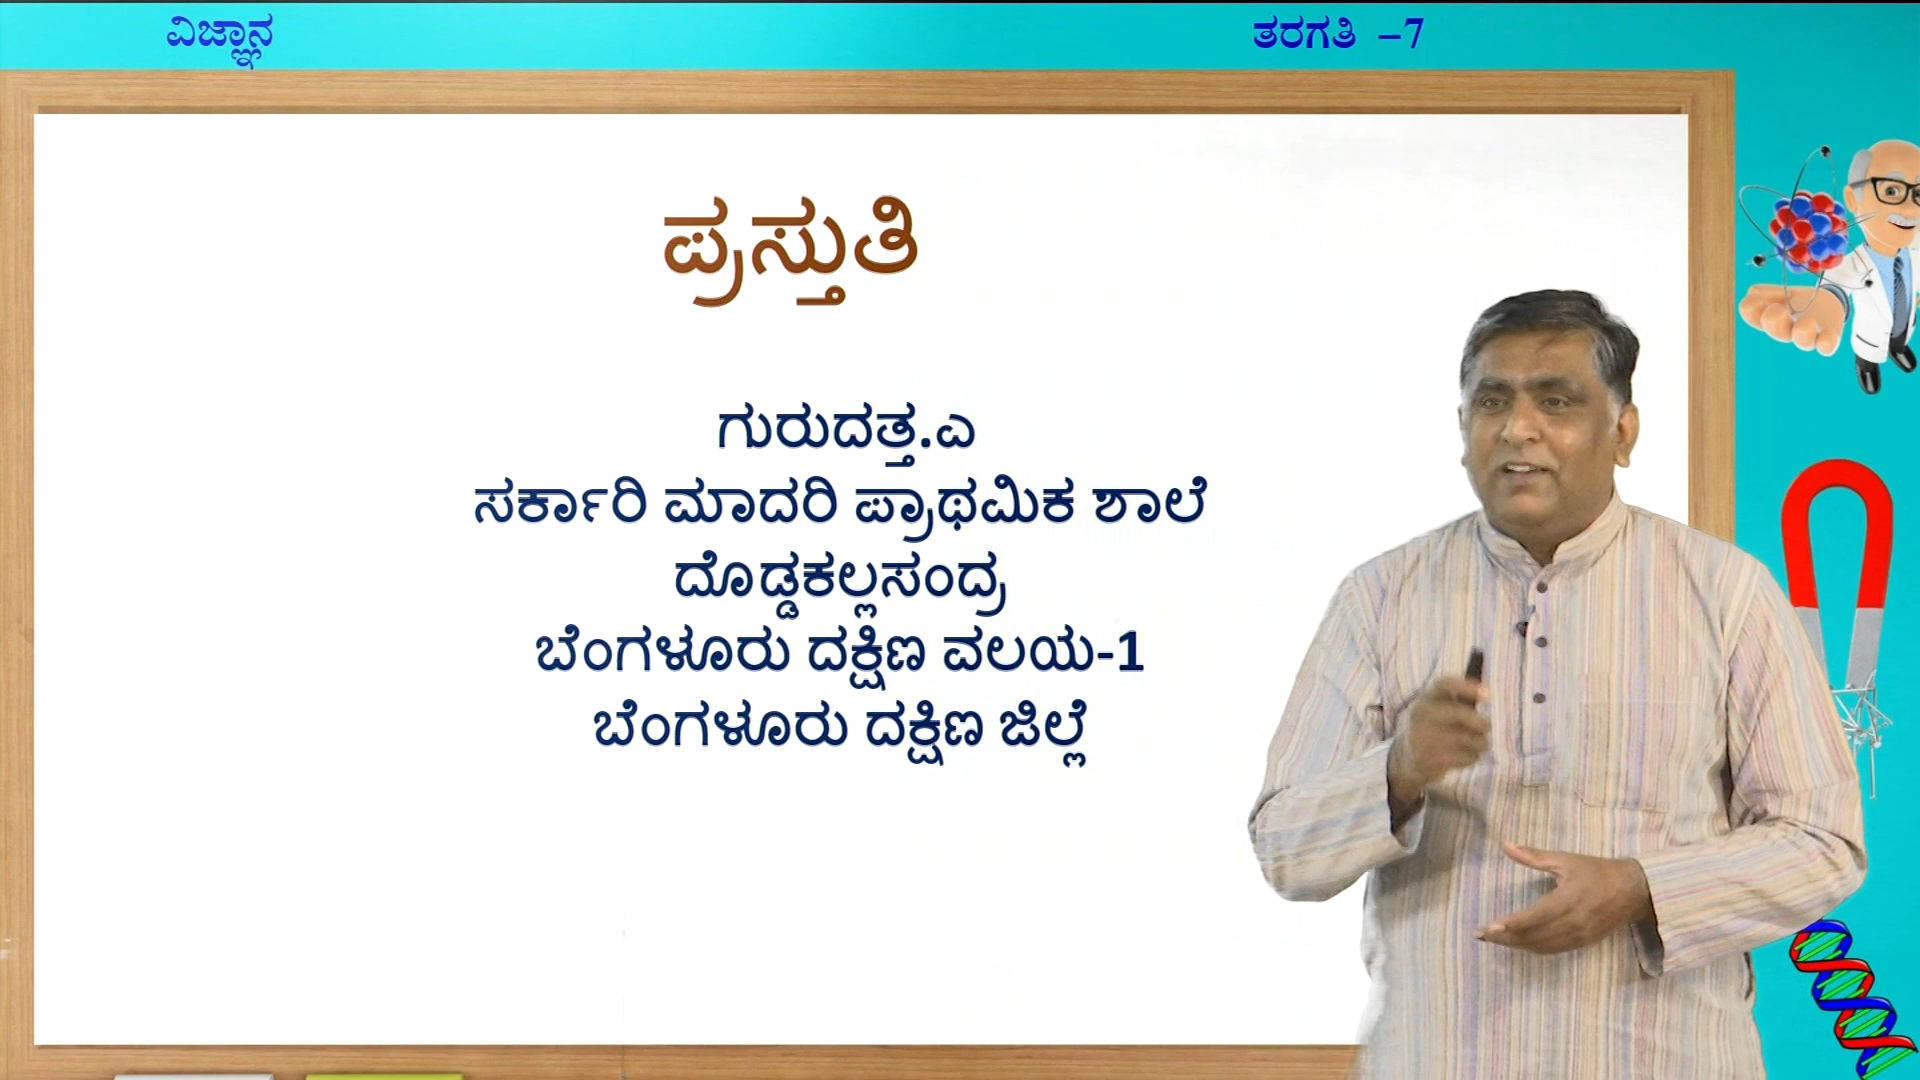 ವಿಜ್ಞಾನ
ತರಗತಿ –7
ಪ್ರಸ್ತುತಿ
ಗುರುದತ್ತ.ಎ
ಸರ್ಕಾರಿ ಮಾದರಿ ಪ್ರಾಥಮಿಕ ಶಾಲೆ
ದೊಡ್ಡಕಲ್ಲಸಂದ್ರ
ಬೆಂಗಳೂರು ದಕ್ಷಿಣ ವಲಯ-1
ಬೆಂಗಳೂರು ದಕ್ಷಿಣ ಜಿಲ್ಲೆ